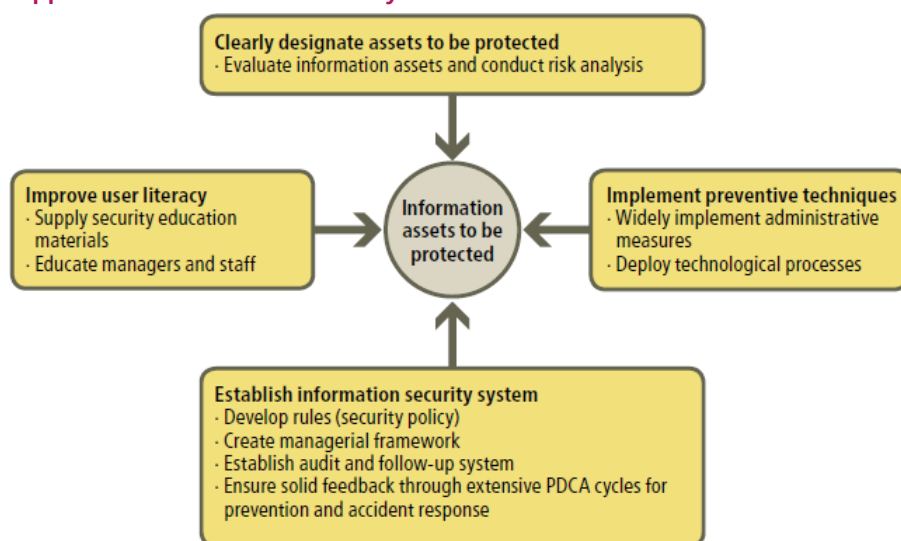 Clearly designate assets to be protected
· Evaluate information assets and conduct risk analysis
Improve user literacy
· Supply security education
materials
· Educate managers and staff
Information
assets to be
protected
Implement preventive techniques
· Widely implement administrative
measures
· Deploy technological processes
Establish information security system
· Develop rules (security policy)
· Create managerial framework
· Establish audit and follow-up system
· Ensure solid feedback through extensive PDCA cycles for
prevention and accident response